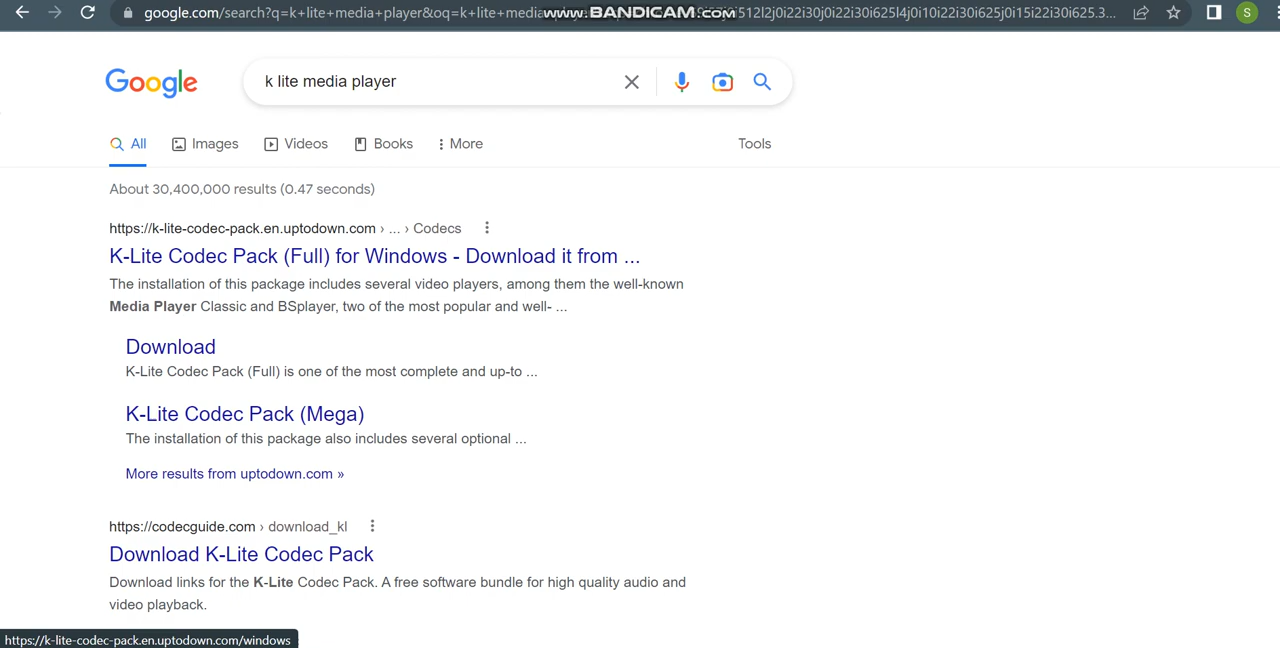 google.com/search?q=k+lite+media+player&oq=k+lite+media
www.BANDICAM.com
512l2j0i22i30j0i22i30i625l4j0i10i22i30i625j0i15i22i30i625.3...
S
Google
k lite media player
All Images Videos Books More Tools
About 30,400,000 results (0.47 seconds)
https://k-lite-codec-pack.en.uptodown.com › ... › Codecs
K-Lite Codec Pack (Full) for Windows - Download it from ...
The installation of this package includes several video players, among them the well-known
Media Player Classic and BSplayer, two of the most popular and well- ...
Download
K-Lite Codec Pack (Full) is one of the most complete and up-to ...
K-Lite Codec Pack (Mega)
The installation of this package also includes several optional ...
More results from uptodown.com »
https://codecguide.com › download_kl
Download K-Lite Codec Pack
Download links for the K-Lite Codec Pack. A free software bundle for high quality audio and
video playback.
https://k-lite-codec-pack.en.uptodown.com/windows